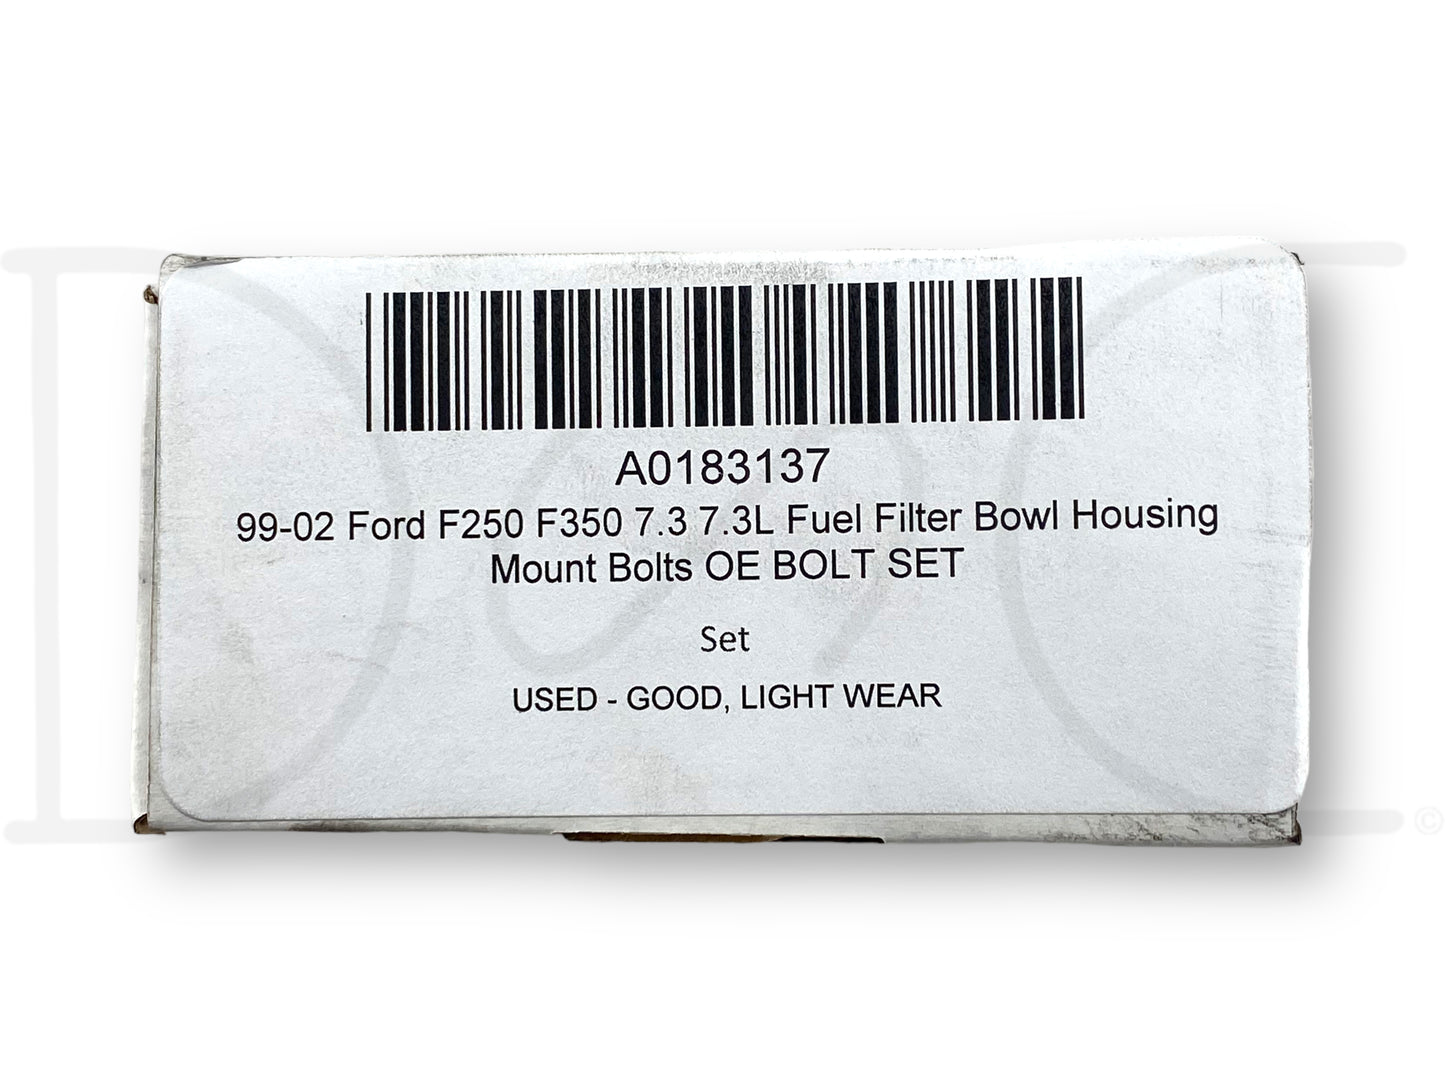 A0183137
99-02 Ford F250 F350 7.3 7.3L Fuel Filter Bowl Housing
Mount Bolts OE BOLT SET
Set
USED - GOOD, LIGHT WEAR
©